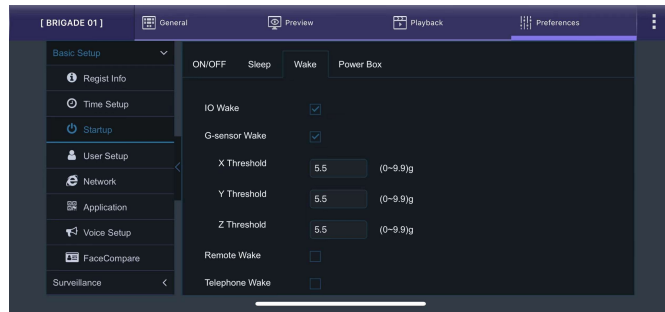 [ BRIGADE 01 ] General Preview Playback Preferences
Basic Setup
Regist Info
Time Setup
Startup
User Setup
Network
Application
Voice Setup
FaceCompare
Surveillance
ON/OFF Sleep Wake Power Box
IO Wake
G-sensor Wake
X Threshold 5.5 (0~9.9)g
Y Threshold 5.5 (0~9.9)g
Z Threshold 5.5 (0~9.9)g
Remote Wake
Telephone Wake